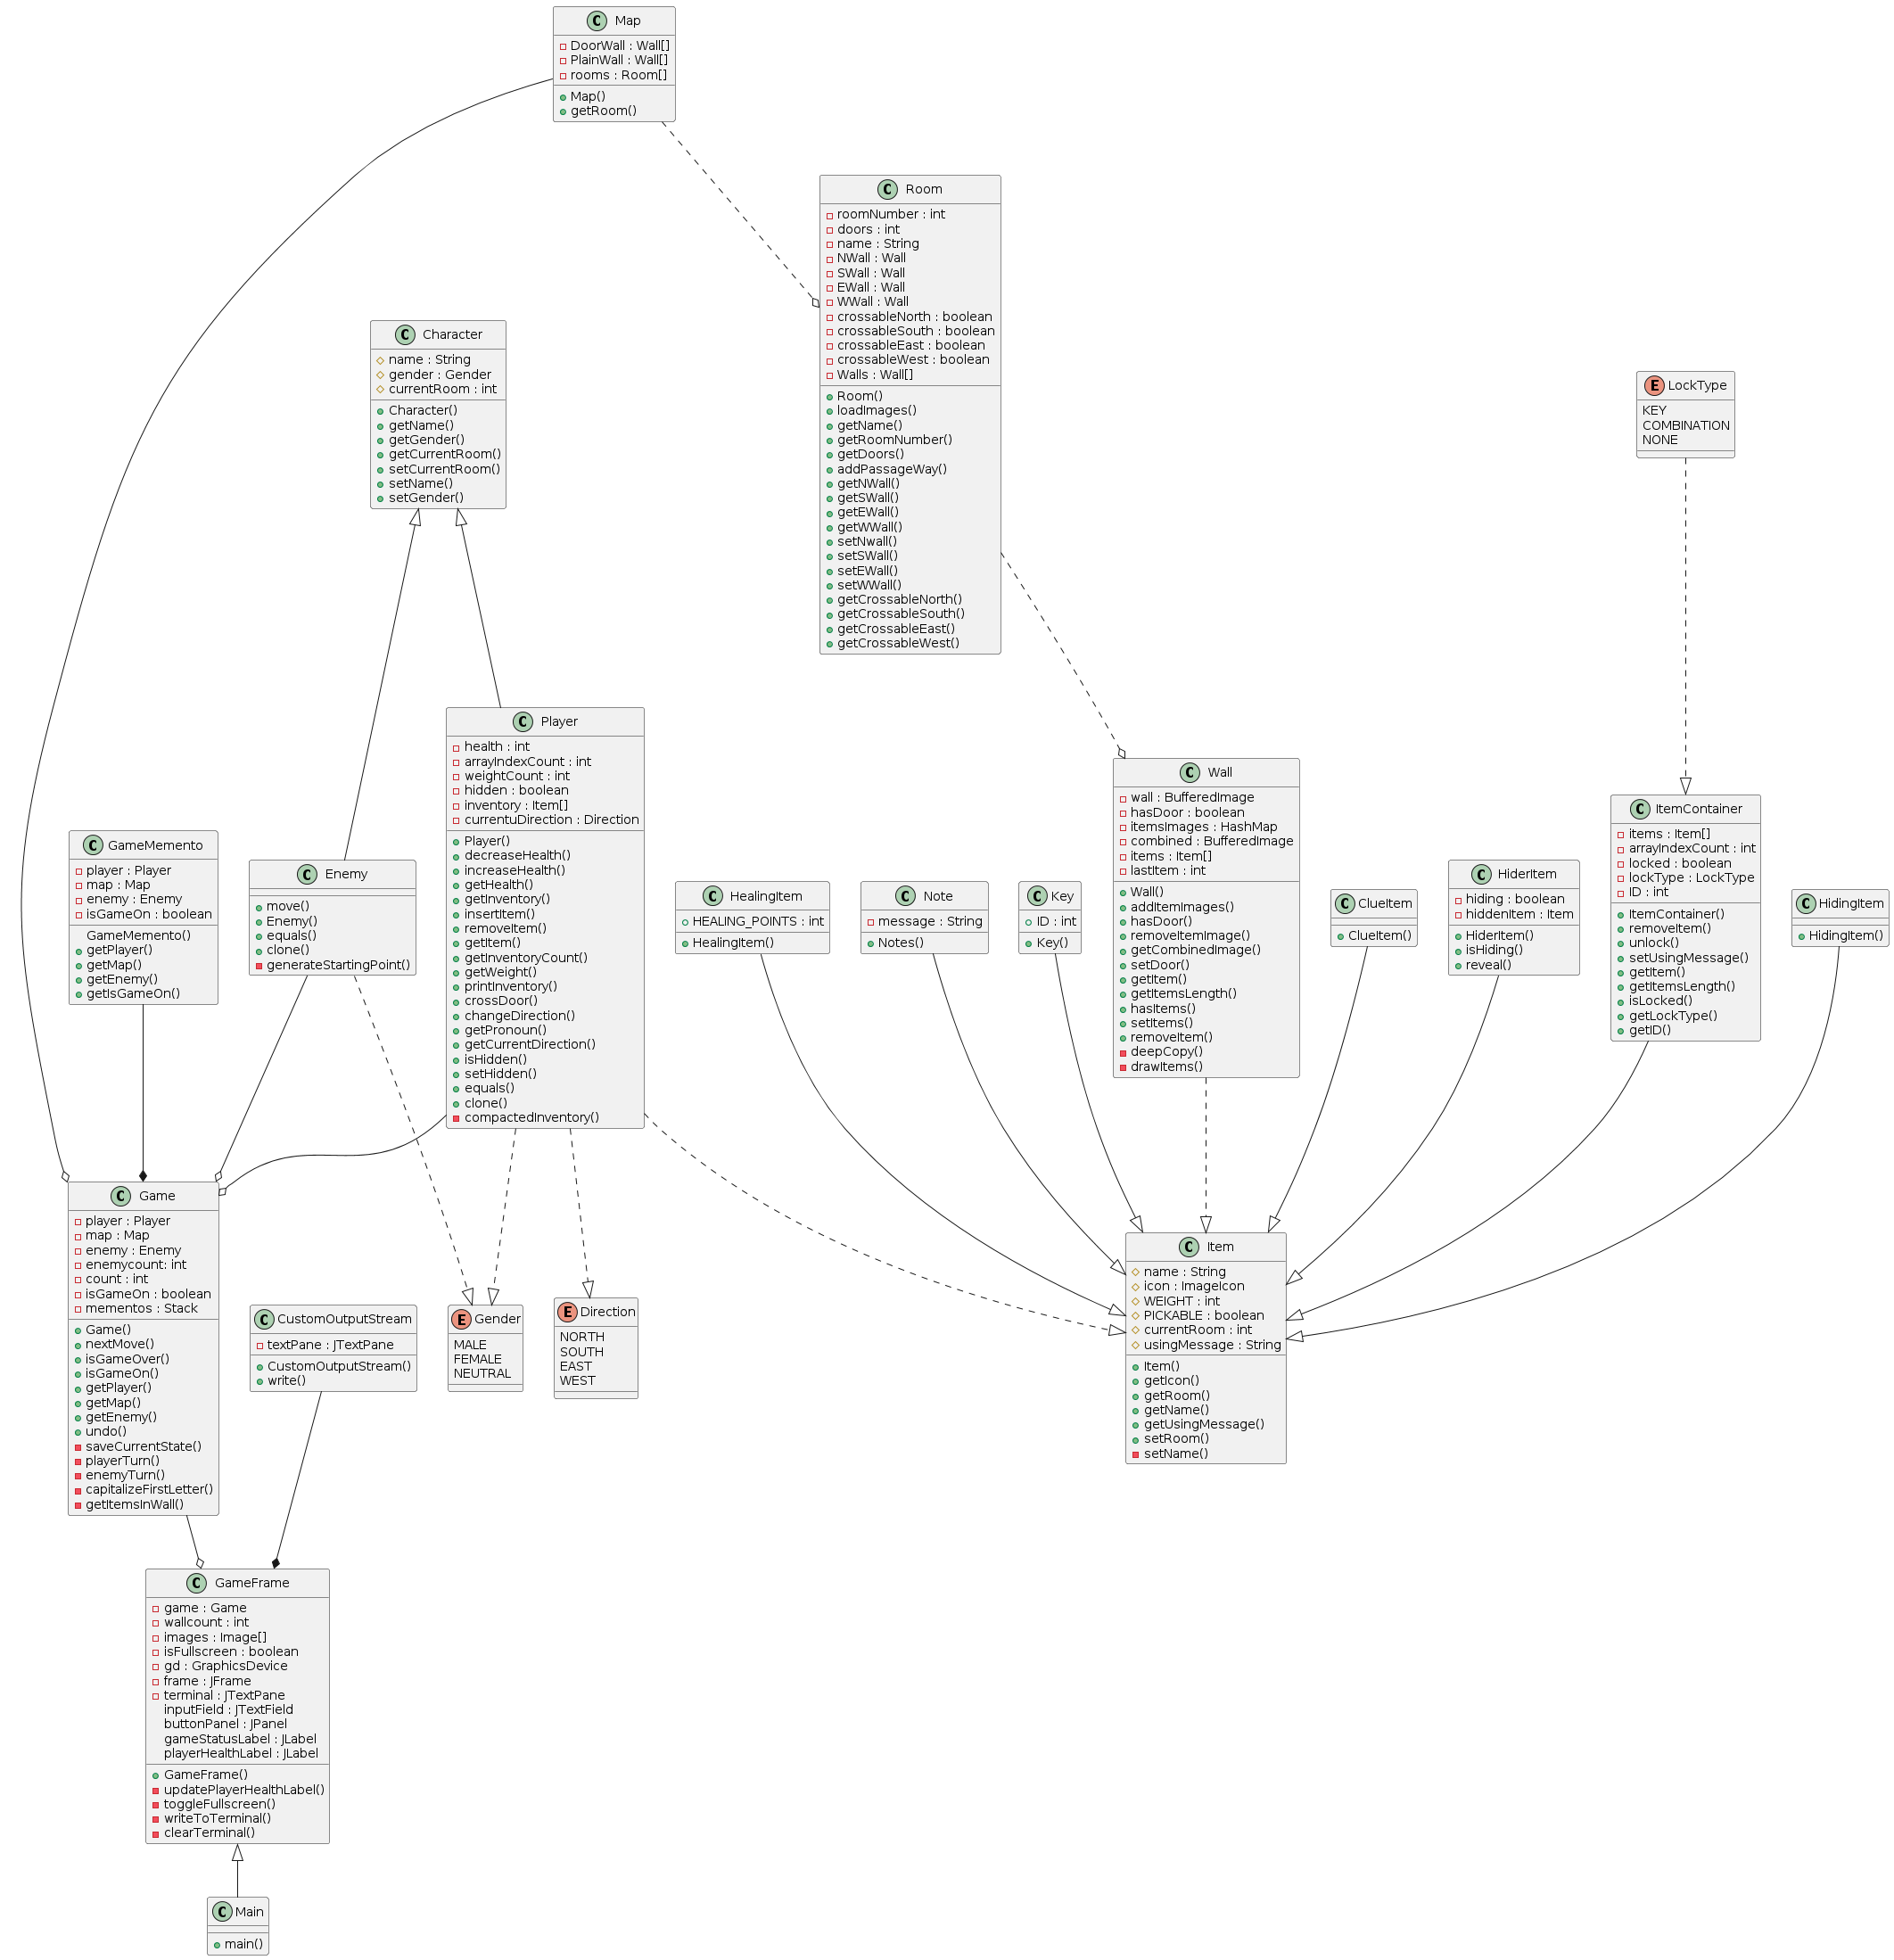 Map
DoorWall : Wall[]
PlainWall : Wall[]
rooms : Room[]
Map()
getRoom()
Room
roomNumber : int
doors : int
name : String
NWall : Wall
SWall : Wall
EWall : Wall
WWall : Wall
crossableNorth : boolean
crossableSouth : boolean
crossableEast : boolean
crossableWest : boolean
Walls : Wall[]
Room()
loadImages()
getName()
getRoomNumber()
getDoors()
addPassageWay()
getNWall()
getSWall()
getEWall()
getWWall()
setNwall()
setSWall()
setEWall()
setWWall()
getCrossableNorth()
getCrossableSouth()
getCrossableEast()
getCrossableWest()
Character
name : String
gender : Gender
currentRoom : int
Character()
getName()
getGender()
getCurrentRoom()
setCurrentRoom()
setName()
setGender()
LockType
KEY
COMBINATION
NONE
Player
health : int
arrayIndexCount : int
weightCount : int
hidden : boolean
inventory : Item[]
currentuDirection : Direction
Player()
decreaseHealth()
increaseHealth()
getHealth()
getInventory()
insertItem()
removeItem()
getItem()
getInventoryCount()
getWeight()
printInventory()
crossDoor()
changeDirection()
getPronoun()
getCurrentDirection()
isHidden()
setHidden()
equals()
clone()
compactedInventory()
Wall
wall : BufferedImage
hasDoor : boolean
itemsImages : HashMap
combined : BufferedImage
items : Item[]
lastItem : int
Wall()
addItemImages()
hasDoor()
removeItemImage()
getCombinedImage()
setDoor()
getItem()
getItemsLength()
hasItems()
setItems()
removeItem()
deepCopy()
drawItems()
ItemContainer
items : Item[]
arrayIndexCount : int
locked : boolean
lockType : LockType
ID : int
ItemContainer()
removeItem()
unlock()
setUsingMessage()
getItem()
getItemsLength()
isLocked()
getLockType()
getID()
GameMemento
player : Player
map : Map
enemy : Enemy
isGameOn : boolean
GameMemento()
getPlayer()
getMap()
getEnemy()
getIsGameOn()
Enemy
move()
Enemy()
equals()
clone()
generateStartingPoint()
HealingItem
HEALING_POINTS : int
HealingItem()
Note
message : String
Notes()
Key
ID : int
Key()
ClueItem
ClueItem()
HiderItem
hiding : boolean
hiddenItem : Item
HiderItem()
isHiding()
reveal()
HidingItem
HidingItem()
Game
player : Player
map : Map
enemy : Enemy
enemycount: int
count : int
isGameOn : boolean
mementos : Stack
Game()
nextMove()
isGameOver()
isGameOn()
getPlayer()
getMap()
getEnemy()
undo()
saveCurrentState()
playerTurn()
enemyTurn()
capitalizeFirstLetter()
getItemsInWall()
CustomOutputStream
textPane : JTextPane
CustomOutputStream()
write()
Gender
MALE
FEMALE
NEUTRAL
Direction
NORTH
SOUTH
EAST
WEST
Item
name : String
icon : ImageIcon
WEIGHT : int
PICKABLE : boolean
currentRoom : int
usingMessage : String
Item()
getIcon()
getRoom()
getName()
getUsingMessage()
setRoom()
setName()
GameFrame
game : Game
wallcount : int
images : Image[]
isFullscreen : boolean
gd : GraphicsDevice
frame : JFrame
terminal : JTextPane
inputField : JTextField
buttonPanel : JPanel
gameStatusLabel : JLabel
playerHealthLabel : JLabel
GameFrame()
updatePlayerHealthLabel()
toggleFullscreen()
writeToTerminal()
clearTerminal()
Main
main()